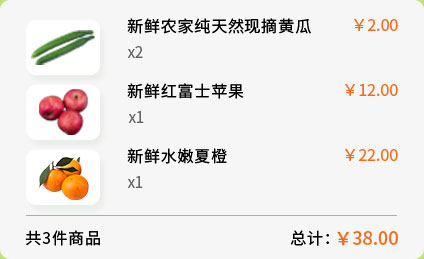 新鲜农家纯天然现摘黄瓜 ￥2.00
x2
新鲜红富士苹果 ￥12.00
x1
新鲜水嫩夏橙 ￥22.00
x1
共3件商品 总计：￥38.00